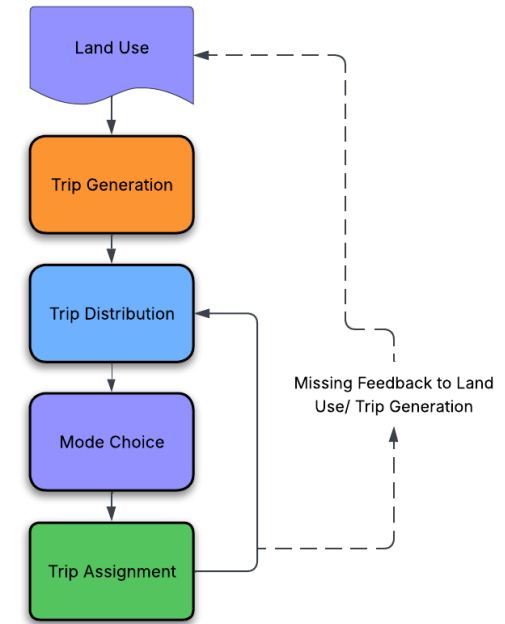 Land Use
Trip Generation
Trip Distribution
Missing Feedback to Land
Use/ Trip Generation
Mode Choice
Trip Assignment